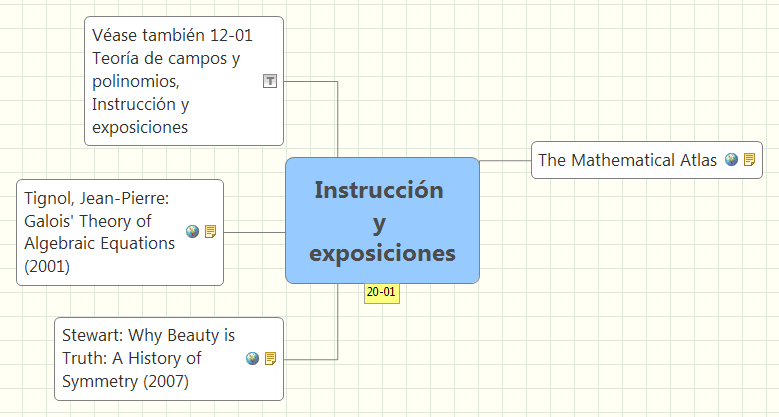 Véase también 12-01
Teoría de campos y
polinomios,
Instrucción y
exposiciones
T
The Mathematical Atlas
Instrucción
y
exposiciones
20-01
Tignol, Jean-Pierre:
Galois' Theory of
Algebraic Equations
(2001)
Stewart: Why Beauty is
Truth: A History of
Symmetry (2007)